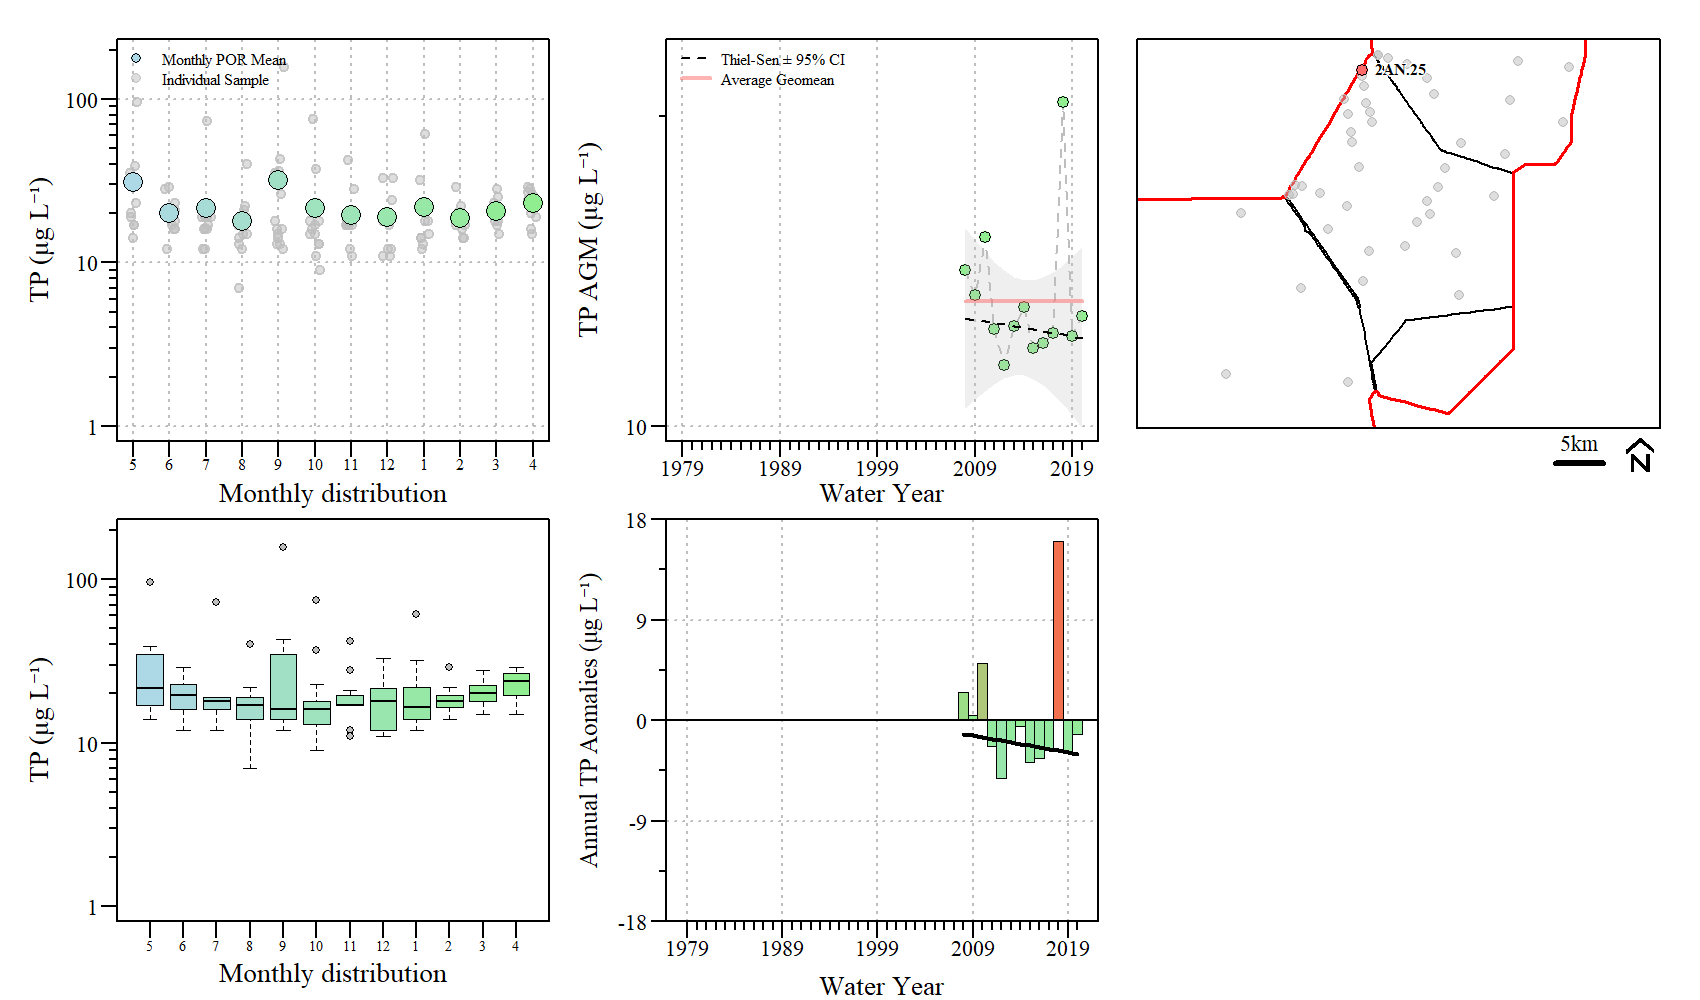 Monthly POR Mean
Individual Sample
100
10
1
TP (µg L⁻¹)
5 6 7 8 9 10 11 12 1 2 3 4
Monthly distribution
Thiel-Sen ± 95% CI
Average Geomean
TP AGM (µg L⁻¹)
10
1979 1989 1999 2009 2019
Water Year
2AN.25
5km
N
100
10
1
TP (µg L⁻¹)
5 6 7 8 9 10 11 12 1 2 3 4
Monthly distribution
18
9
0
-9
-18
Annual TP Aomalies (µg L⁻¹)
1979 1989 1999 2009 2019
Water Year